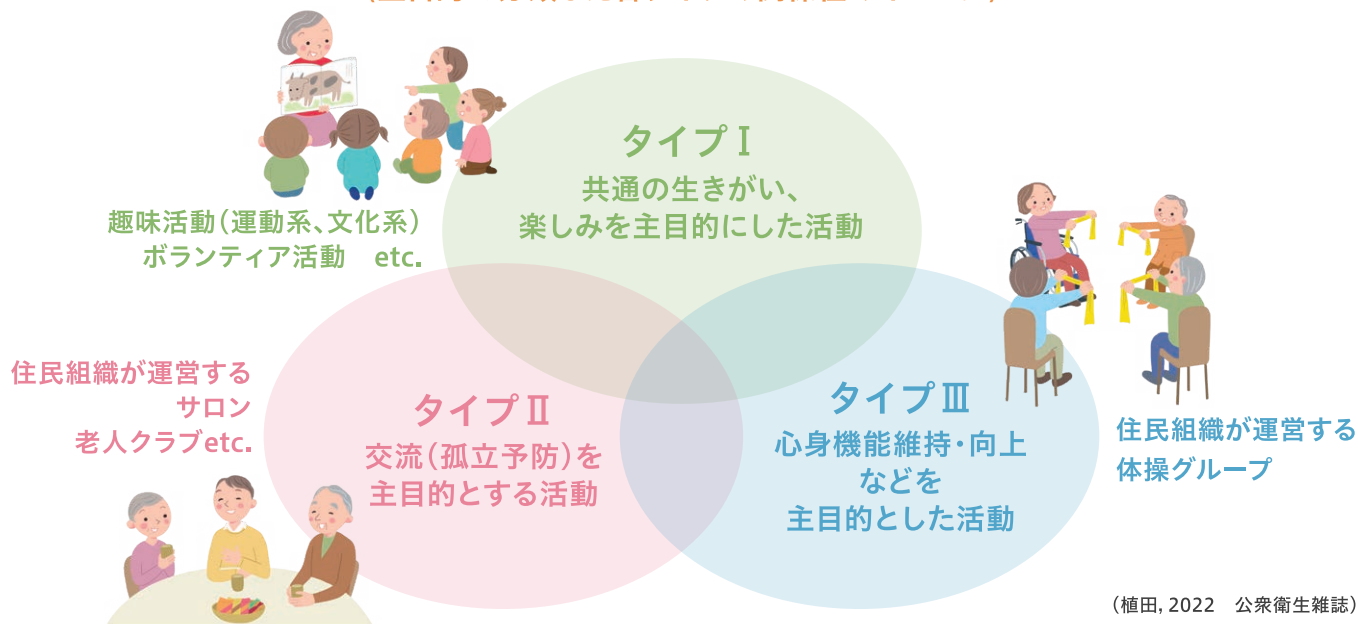 タイプⅠ
共通の生きがい、
楽しみを主目的にした活動
趣味活動（運動系、文化系）
ボランティア活動　etc.
住民組織が運営する
サロン
老人クラブetc.
タイプⅡ
交流（孤立予防）を
主目的とする活動
タイプⅢ
心身機能維持・向上
などを
主目的とした活動
住民組織が運営する
体操グループ
（植田, 2022　公衆衛生雑誌）